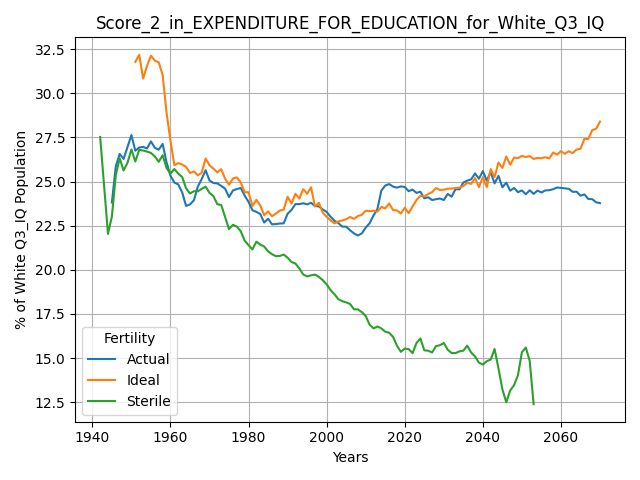 Score_2_in_EXPENDITURE_FOR_EDUCATION_for_White_Q3_IQ
% of White Q3_IQ Population
32.5
30.0
27.5
25.0
22.5
20.0
17.5
15.0
12.5
Fertility
Actual
Ideal
Sterile
1940 1960 1980 2000 2020 2040 2060
Years